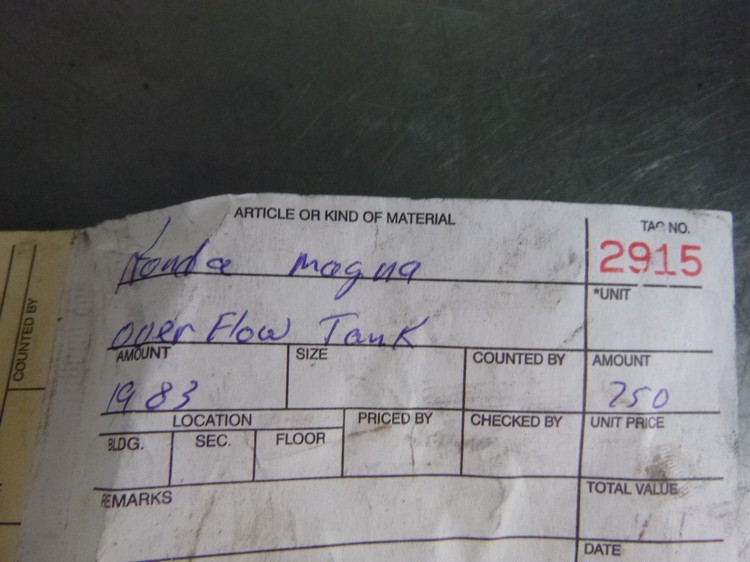 ARTICLE OR KIND OF MATERIAL
TAG NO.
Honda magna
2915
*UNIT
over Flow Tank
AMOUNT
SIZE
COUNTED BY
AMOUNT
1983
750
LOCATION
PRICED BY
CHECKED BY
UNIT PRICE
BLDG.
SEC.
FLOOR
REMARKS
TOTAL VALUE
DATE
COUNTED BY